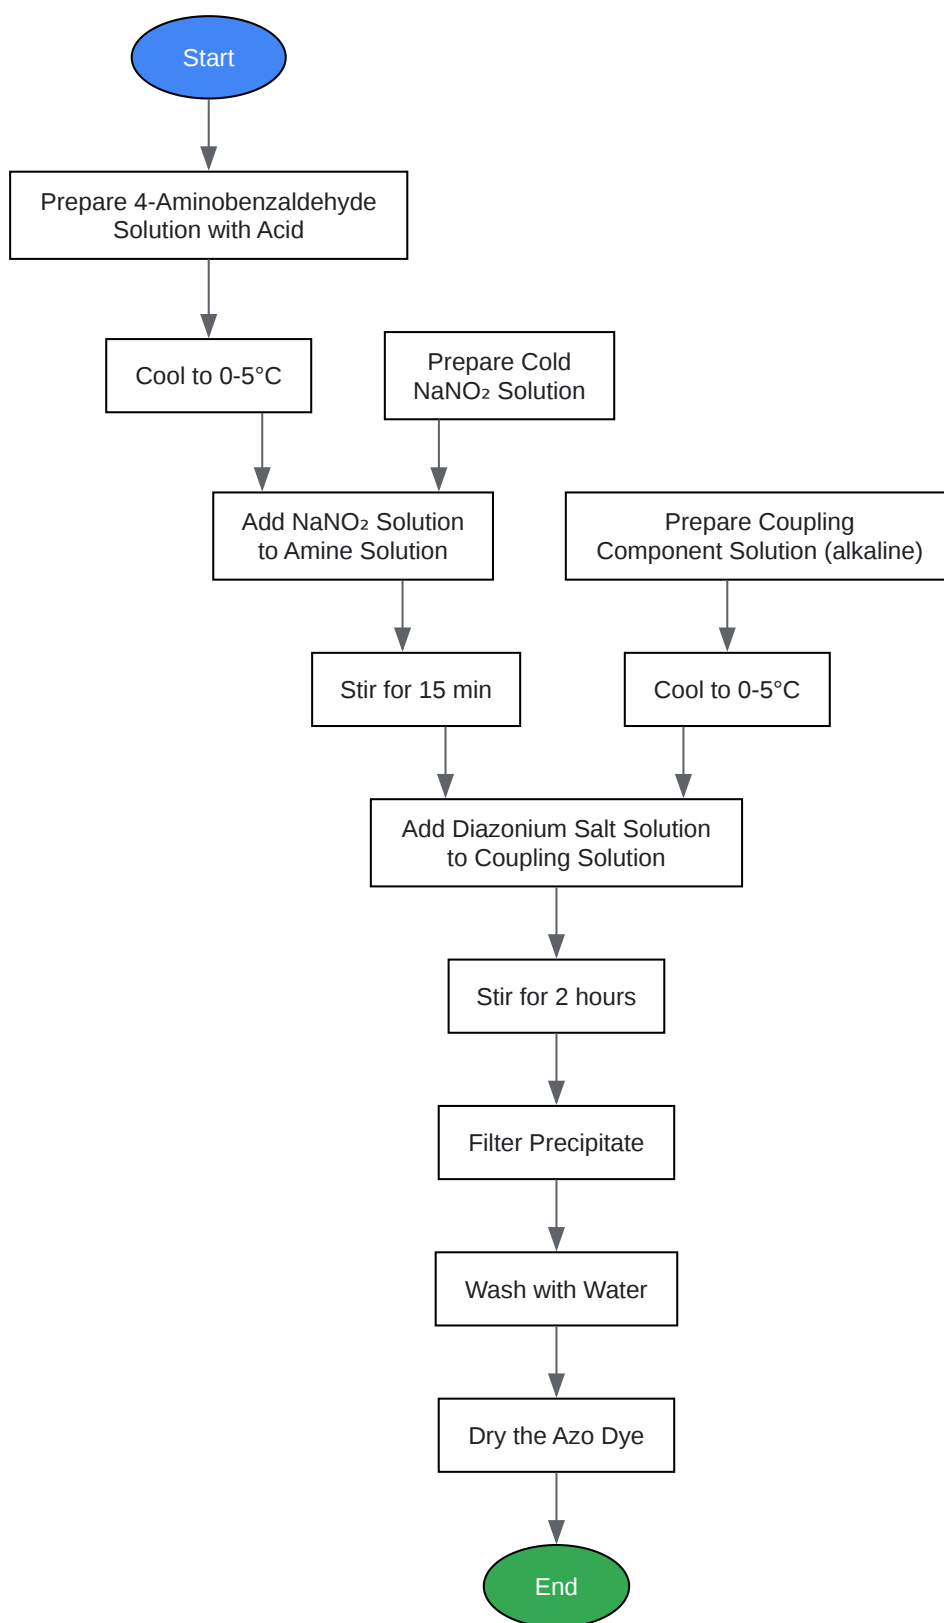 Start
Prepare 4-Aminobenzaldehyde
Solution with Acid
Cool to 0-5°C
Prepare Cold
NaNO₂ Solution
Add NaNO₂ Solution
to Amine Solution
Prepare Coupling
Component Solution (alkaline)
Stir for 15 min
Cool to 0-5°C
Add Diazonium Salt Solution
to Coupling Solution
Stir for 2 hours
Filter Precipitate
Wash with Water
Dry the Azo Dye
End